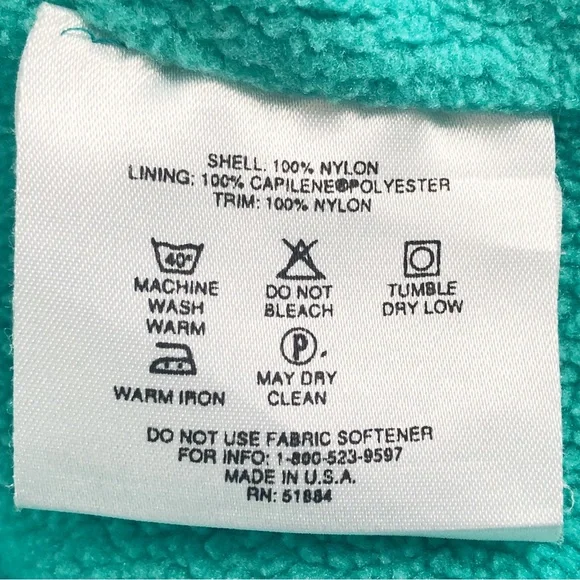 SHELL: 100% NYLON
LINING: 100% CAPILENE®POLYESTER
TRIM: 100% NYLON
40°
MACHINE WASH WARM
DO NOT BLEACH
TUMBLE DRY LOW
WARM IRON
P.
MAY DRY CLEAN
DO NOT USE FABRIC SOFTENER
FOR INFO: 1-800-523-9597
MADE IN U.S.A.
RN: 51884